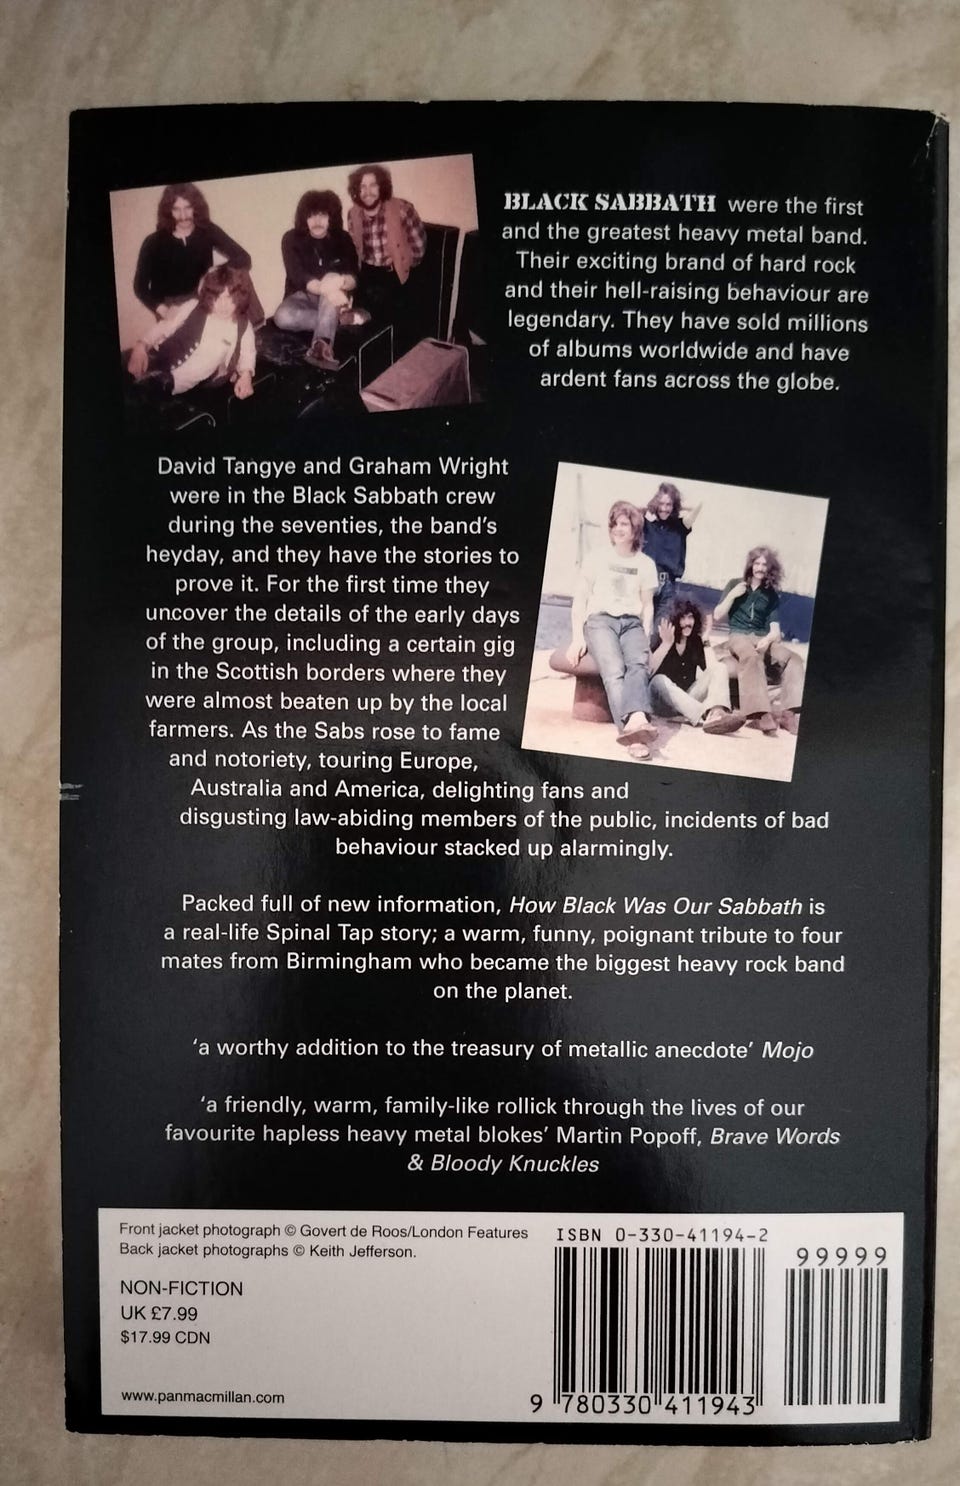 BLACK SABBATH were the first
and the greatest heavy metal band.
Their exciting brand of hard rock
and their hell-raising behaviour are
legendary. They have sold millions
of albums worldwide and have
ardent fans across the globe.
David Tangye and Graham Wright
were in the Black Sabbath crew
during the seventies, the band's
heyday, and they have the stories to
prove it. For the first time they
uncover the details of the early days
of the group, including a certain gig
in the Scottish borders where they
were almost beaten up by the local
farmers. As the Sabs rose to fame
and notoriety, touring Europe,
Australia and America, delighting fans and
disgusting law-abiding members of the public, incidents of bad
behaviour stacked up alarmingly.
Packed full of new information, How Black Was Our Sabbath is
a real-life Spinal Tap story; a warm, funny, poignant tribute to four
mates from Birmingham who became the biggest heavy rock band
on the planet.
'a worthy addition to the treasury of metallic anecdote' Mojo
'a friendly, warm, family-like rollick through the lives of our
favourite hapless heavy metal blokes' Martin Popoff, Brave Words
& Bloody Knuckles
Front jacket photograph © Govert de Roos/London Features
Back jacket photographs © Keith Jefferson.
NON-FICTION
UK £7.99
$17.99 CDN
www.panmacmillan.com
ISBN 0-330-41194-2
99999
9 780330 411943